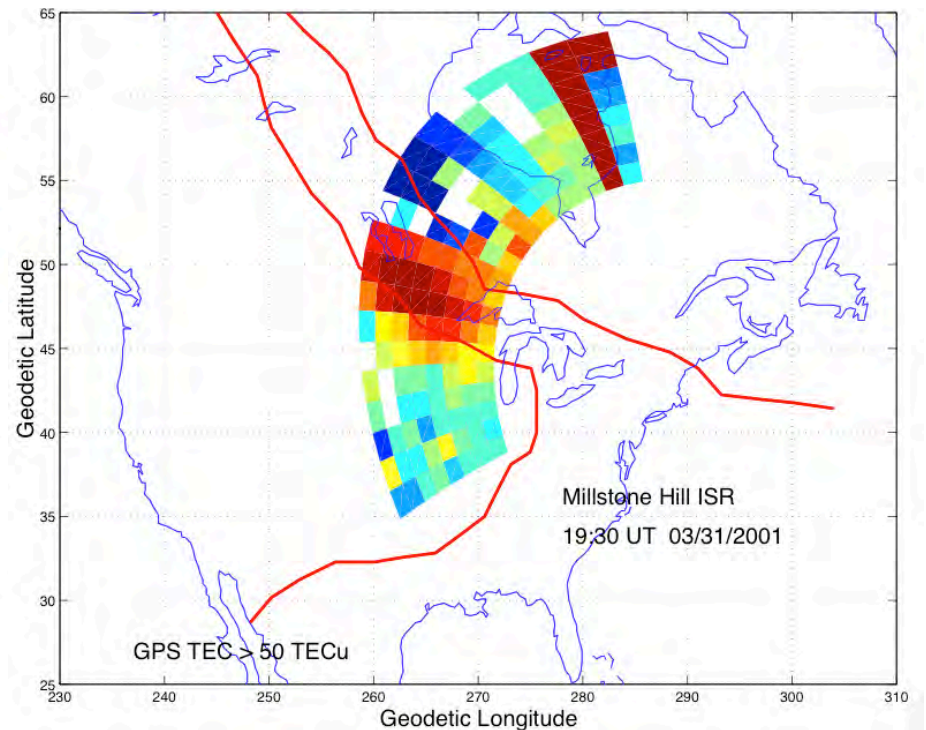 65
60
55
50
45
40
35
30
25
Geodetic Latitude
Millstone Hill ISR
19:30 UT 03/31/2001
GPS TEC > 50 TECu
230 240 250 260 270 280 290 300 310
Geodetic Longitude